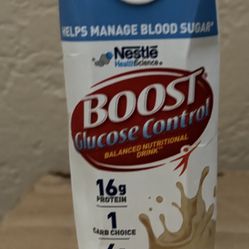 HELPS MANAGE BLOOD SUGAR*
Nestlé
HealthScience
BOOST
Glucose Control
BALANCED NUTRITIONAL
DRINK
16g
PROTEIN
1
CARB CHOICE